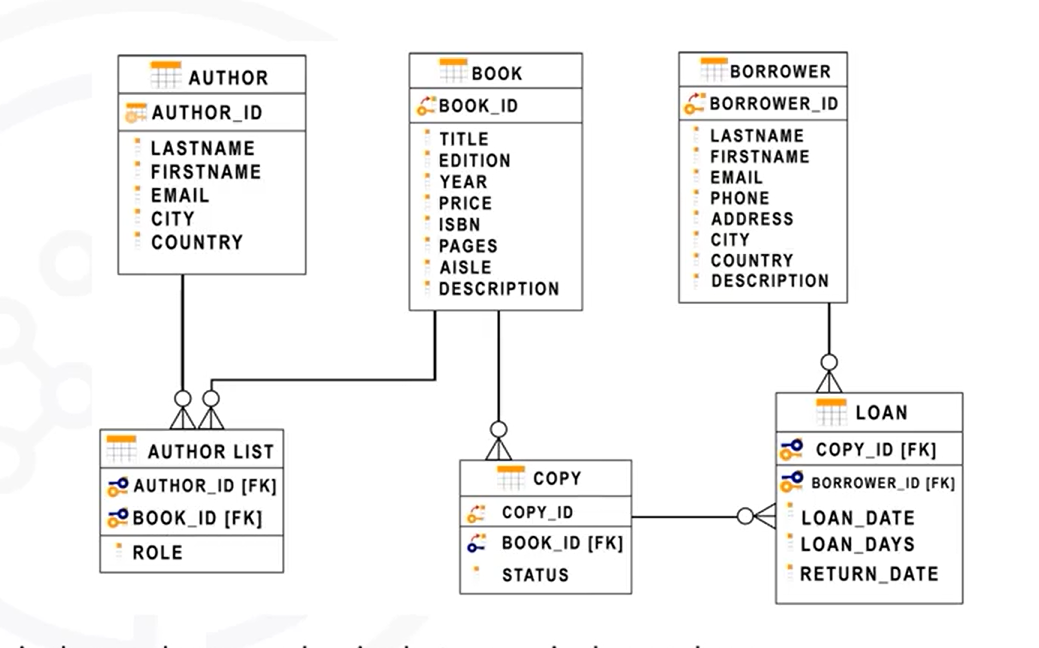 AUTHOR
AUTHOR_ID
LASTNAME
FIRSTNAME
EMAIL
CITY
COUNTRY
BOOK
BOOK_ID
TITLE
EDITION
YEAR
PRICE
ISBN
PAGES
AISLE
DESCRIPTION
BORROWER
BORROWER_ID
LASTNAME
FIRSTNAME
EMAIL
PHONE
ADDRESS
CITY
COUNTRY
DESCRIPTION
AUTHOR LIST
AUTHOR_ID [FK]
BOOK_ID [FK]
ROLE
COPY
COPY_ID
BOOK_ID [FK]
STATUS
LOAN
COPY_ID [FK]
BORROWER_ID [FK]
LOAN_DATE
LOAN_DAYS
RETURN_DATE